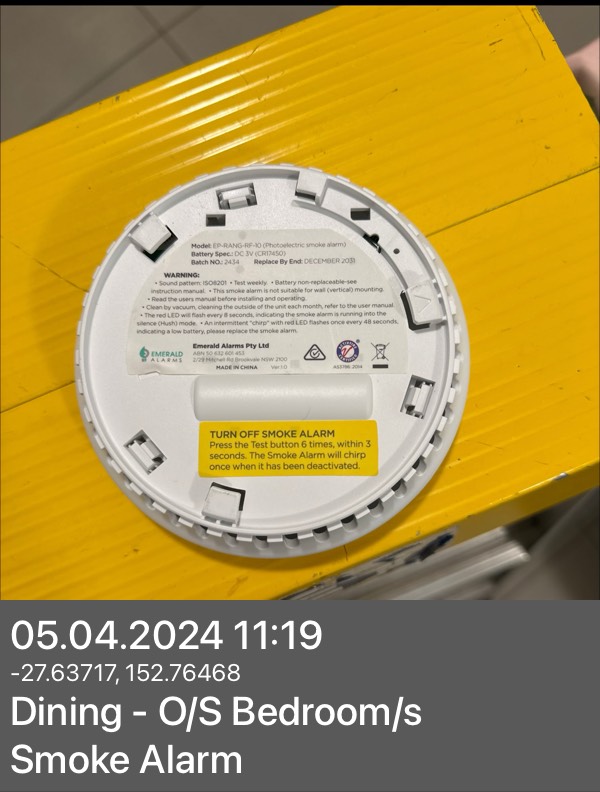 Model: EP-RANG-RF-10 (Photoelectric smoke alarm)
Battery Spec: DC 3V (CR17450)
Batch NO.: 2434 Replace By End: DECEMBER 2031
WARNING:
• Sound pattern: ISO8201 • Test weekly. • Battery non-replaceable-see
instruction manual. • This smoke alarm is not suitable for wall (vertical) mounting.
• Read the users manual before installing and operating.
• Clean by vacuum, cleaning the outside of the unit each month, refer to the user manual
• The red LED will flash every 8 seconds, indicating the smoke alarm is running into the
silence (Hush) mode. • An intermittent "chirp" with red LED flashes once every 48 seconds,
indicating a low battery, please replace the smoke alarm.
EMERALD
ALARMS
Emerald Alarms Pty Ltd
ABN 50 632 801 453
2/29 Mitchell Rd Brookvale NSW 2100
MADE IN CHINA Ver 1.0
AS3786:2014
TURN OFF SMOKE ALARM
Press the Test button 6 times, within 3
seconds. The Smoke Alarm will chirp
once when it has been deactivated.
05.04.2024 11:19
-27.63717, 152.76468
Dining - O/S Bedroom/s
Smoke Alarm